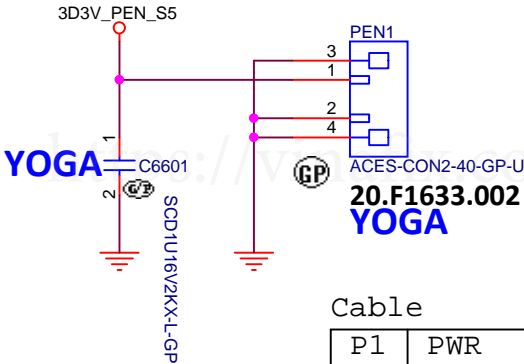 3D3V_PEN_S5
PEN1
3
1
2
4
1
YOGA
C6601
G/P
2
SCD1U16V2KX-L-GP
GP
ACES-CON2-40-GP-U
20.F1633.002
YOGA
Cable
P1 PWR